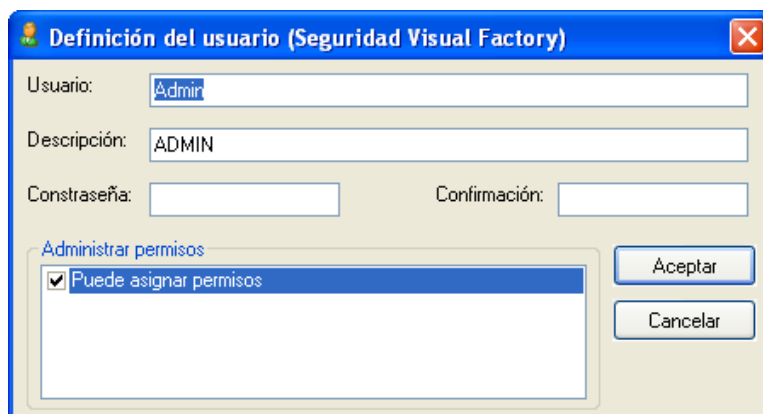 Definición del usuario (Seguridad Visual Factory)
Usuario: Admin
Descripción: ADMIN
Constraseña: Confirmación:
Administrar permisos
Aceptar
Puede asignar permisos
Cancelar